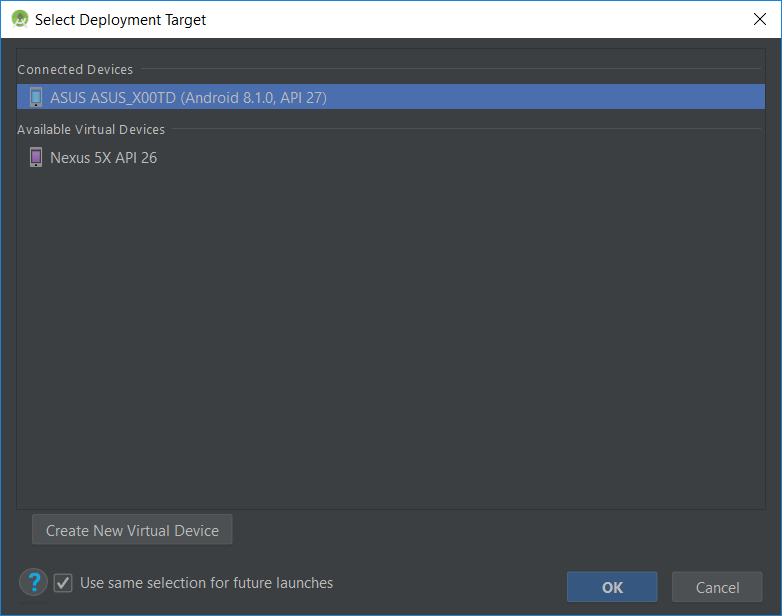 Select Deployment Target
Connected Devices
ASUS ASUS_X00TD (Android 8.1.0, API 27)
Available Virtual Devices
Nexus 5X API 26
Create New Virtual Device
? Use same selection for future launches
OK Cancel